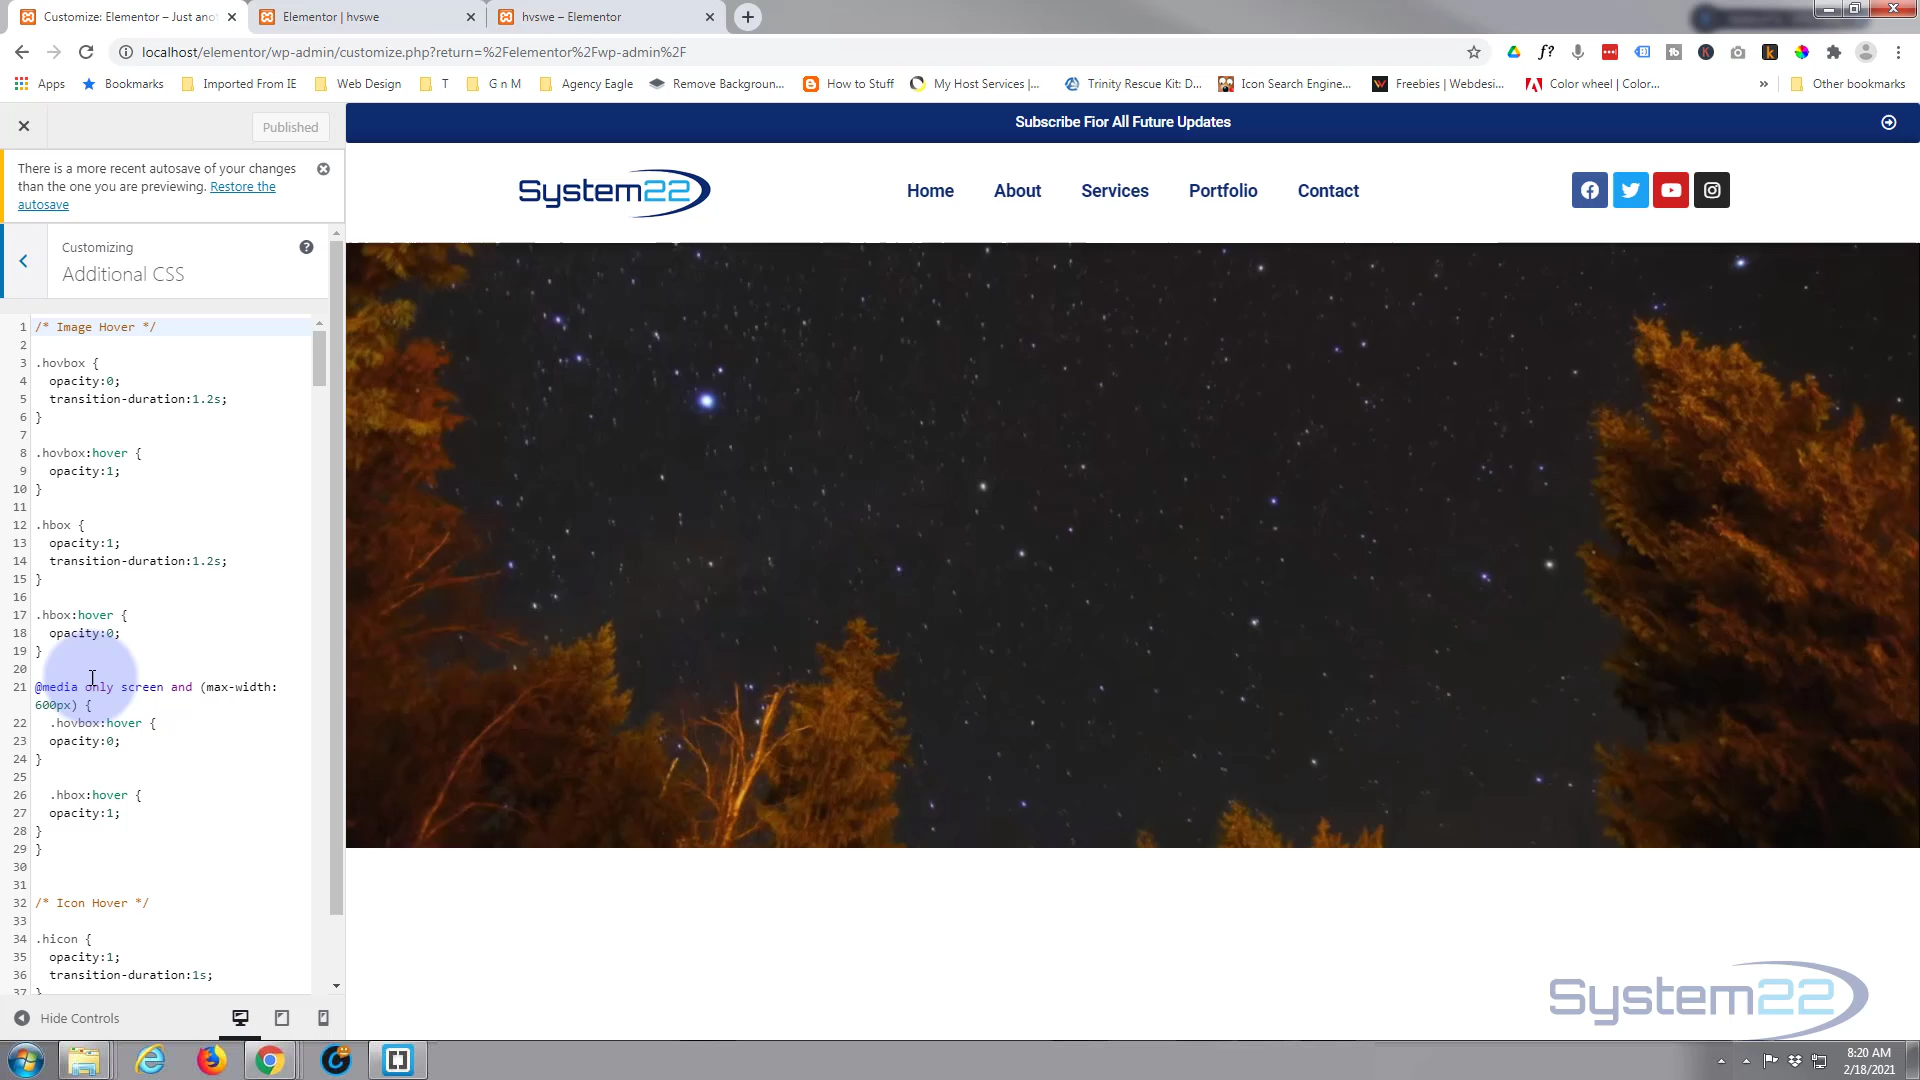 Customize: Elementor – Just anot
Elementor | hvswe
hvswe – Elementor
localhost/elementor/wp-admin/customize.php?return=%2Felementor%2Fwp-admin%2F
Apps
Bookmarks
Imported From IE
Web Design
T
G n M
Agency Eagle
Remove Backgroun...
How to Stuff
My Host Services |...
Trinity Rescue Kit: D...
Icon Search Engine...
Freebies | Webdesi...
Color wheel | Color...
»
Other bookmarks
Published
Subscribe Fior All Future Updates
There is a more recent autosave of your changes
than the one you are previewing. Restore the
autosave
System22
Home
About
Services
Portfolio
Contact
Customizing
Additional CSS
1 /* Image Hover */
2
3 .hovbox {
4 opacity:0;
5 transition-duration:1.2s;
6 }
7
8 .hovbox:hover {
9 opacity:1;
10 }
11
12 .hbox {
13 opacity:1;
14 transition-duration:1.2s;
15 }
16
17 .hbox:hover {
18 opacity:0;
19 }
20
21 @media only screen and (max-width:
600px) {
22 .hovbox:hover {
23 opacity:0;
24 }
25
26 .hbox:hover {
27 opacity:1;
28 }
29 }
30
31
32 /* Icon Hover */
33
34 .hicon {
35 opacity:1;
36 transition-duration:1s;
37 }
Hide Controls
System22
8:20 AM
2/18/2021